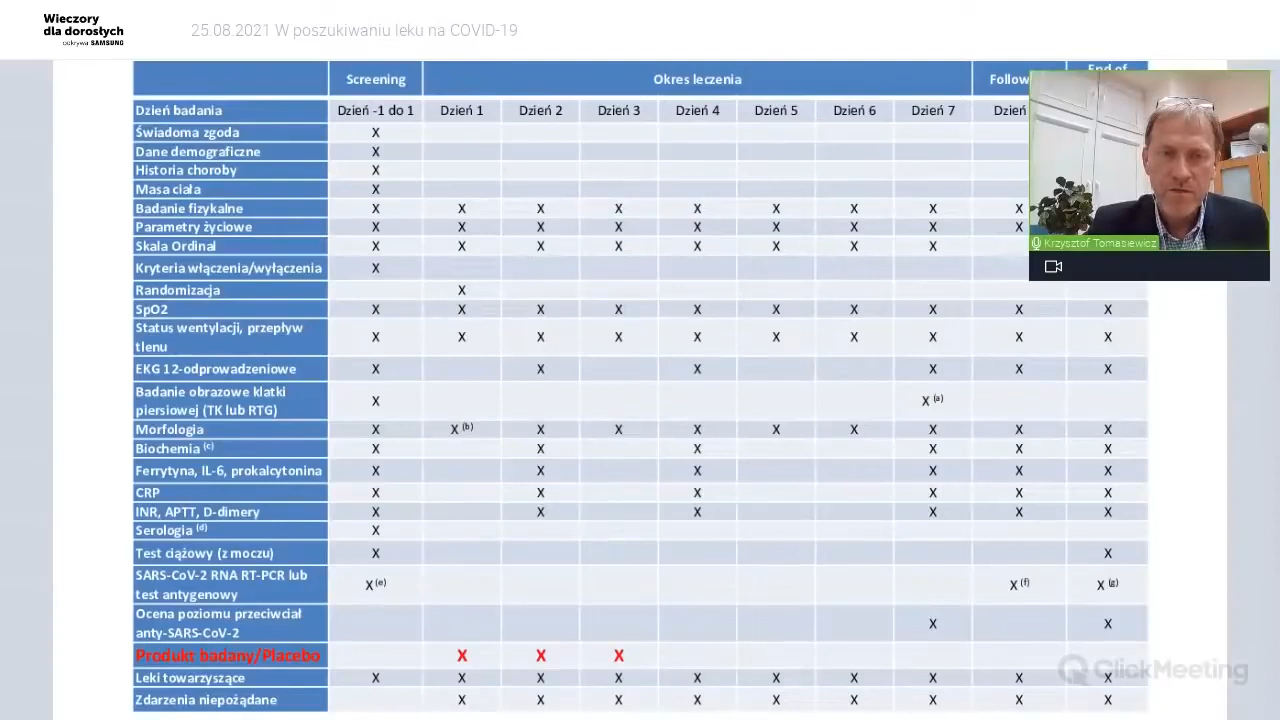 Wieczory
dla dorosłych
odkrywa SAMSUNG
25.08.2021 W poszukiwaniu leku na COVID-19
Screening Okres leczenia Follow End of
Dzień badania Dzień -1 do 1 Dzień 1 Dzień 2 Dzień 3 Dzień 4 Dzień 5 Dzień 6 Dzień 7 Dzień
Świadoma zgoda X
Dane demograficzne X
Historia choroby X
Masa ciała X
Badanie fizykalne X X X X X X X X X
Parametry życiowe X X X X X X X X X
Skala Ordinal X X X X X X X X
Kryteria włączenia/wyłączenia X
Randomizacja X
SpO2 X X X X X X X X X X
Status wentylacji, przepływ
tlenu X X X X X X X X X X
EKG 12-odprowadzeniowe X X X X X X
Badanie obrazowe klatki
piersiowej (TK lub RTG) X X (a)
Morfologia X X (b) X X X X X X X X
Biochemia (c) X X X X X X
Ferrytyna, IL-6, prokalcytonina X X X X X X
CRP X X X X X X
INR, APTT, D-dimery X X X X X X
Serologia (d) X
Test ciążowy (z moczu) X X
SARS-CoV-2 RNA RT-PCR lub
test antygenowy X (e) X (f) X (g)
Ocena poziomu przeciwciał
anty-SARS-CoV-2 X X
Produkt badany/Placebo X X X
Leki towarzyszące X X X X X X X X X X
Zdarzenia niepożądane X X X X X X X X X
Krzysztof Tomasiewicz
ClickMeeting